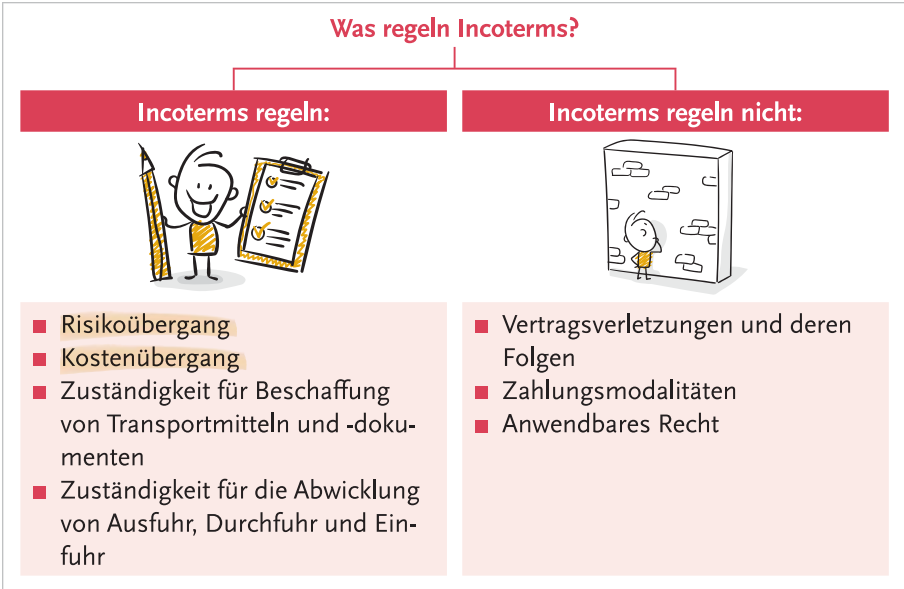 Was regeln Incoterms?
Incoterms regeln:
Risikoübergang
Kostenübergang
Zuständigkeit für Beschaffung
von Transportmitteln und -doku-
menten
Zuständigkeit für die Abwicklung
von Ausfuhr, Durchfuhr und Ein-
fuhr
Incoterms regeln nicht:
Vertragsverletzungen und deren
Folgen
Zahlungsmodalitäten
Anwendbares Recht